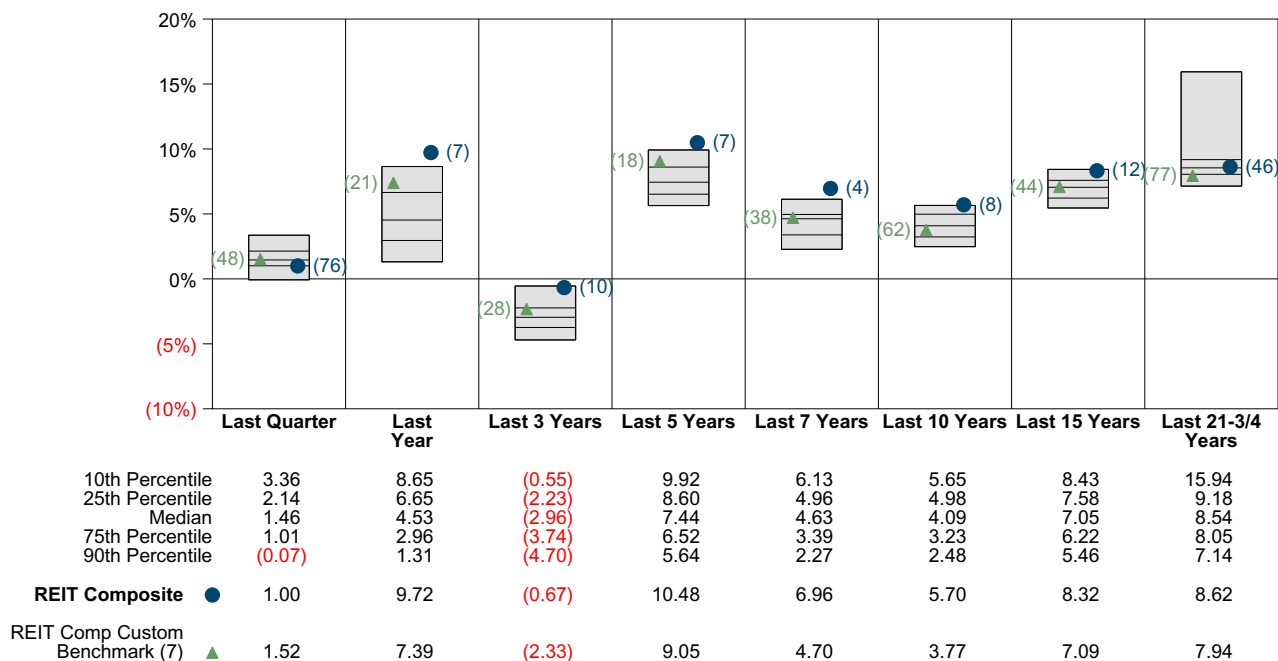 20%
15%
10%
5%
0%
(5%)
(10%)
(48) (76)
(21) (7)
(28) (10)
(18) (7)
(38) (4)
(62) (8)
(44) (12)
(77) (46)
Last Quarter Last Year Last 3 Years Last 5 Years Last 7 Years Last 10 Years Last 15 Years Last 21-3/4 Years
10th Percentile 3.36 8.65 (0.55) 9.92 6.13 5.65 8.43 15.94
25th Percentile 2.14 6.65 (2.23) 8.60 4.96 4.98 7.58 9.18
Median 1.46 4.53 (2.96) 7.44 4.63 4.09 7.05 8.54
75th Percentile 1.01 2.96 (3.74) 6.52 3.39 3.23 6.22 8.05
90th Percentile (0.07) 1.31 (4.70) 5.64 2.27 2.48 5.46 7.14
REIT Composite 1.00 9.72 (0.67) 10.48 6.96 5.70 8.32 8.62
REIT Comp Custom
Benchmark (7) 1.52 7.39 (2.33) 9.05 4.70 3.77 7.09 7.94